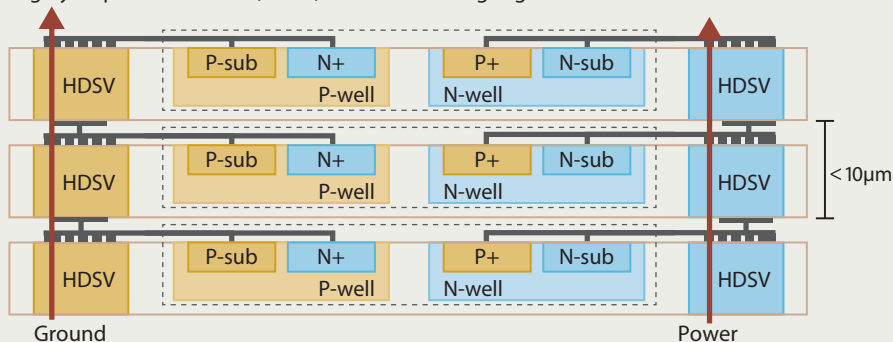 HDSV P-sub N+ P-well P+ N-sub N-well HDSV
HDSV P-sub N+ P-well P+ N-sub N-well HDSV
< 10µm
HDSV P-sub N+ P-well P+ N-sub N-well HDSV
Ground Power